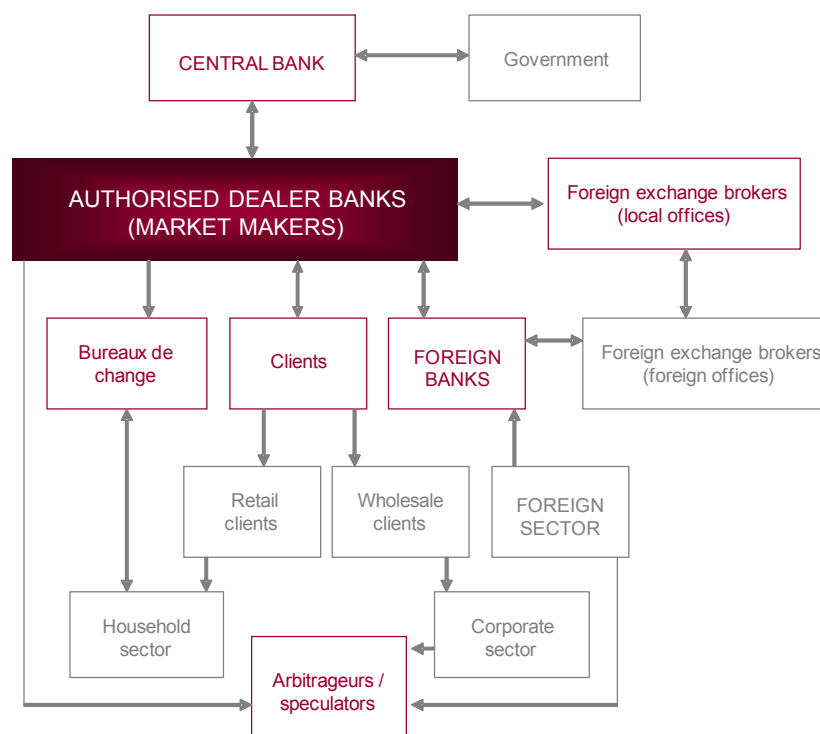 CENTRAL BANK
Government
AUTHORISED DEALER BANKS
(MARKET MAKERS)
Foreign exchange brokers
(local offices)
Bureaux de
change
Clients
FOREIGN
BANKS
Foreign exchange brokers
(foreign offices)
Retail
clients
Wholesale
clients
FOREIGN
SECTOR
Household
sector
Corporate
sector
Arbitrageurs /
speculators